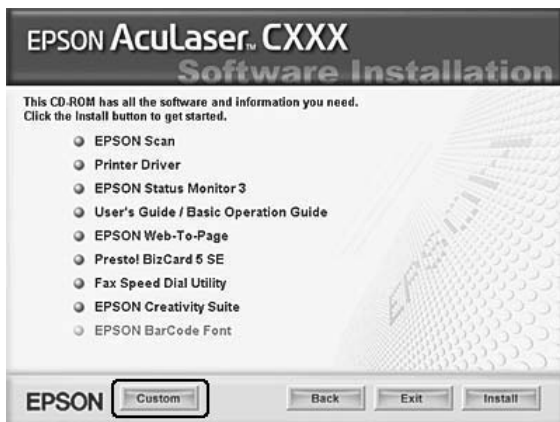 EPSON AcuLaser™ CXXX
Software Installation
This CD-ROM has all the software and information you need.
Click the Install button to get started.
EPSON Scan
Printer Driver
EPSON Status Monitor 3
User's Guide / Basic Operation Guide
EPSON Web-To-Page
Presto! BizCard 5 SE
Fax Speed Dial Utility
EPSON Creativity Suite
EPSON BarCode Font
EPSON
EPSON Custom Back Exit Install